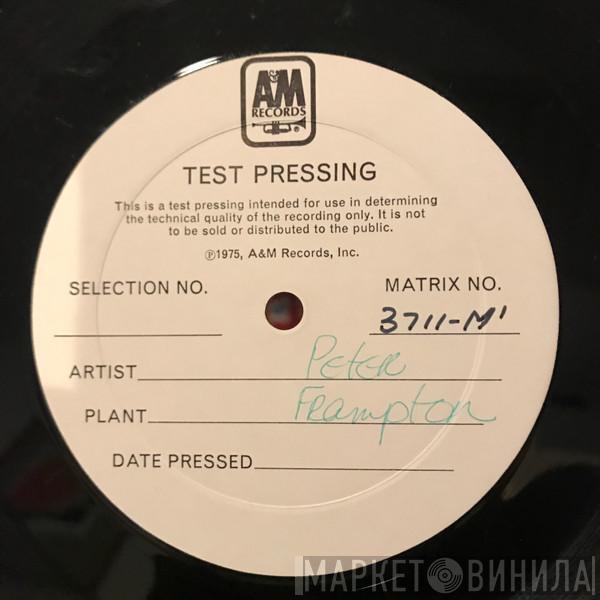 A&M
RECORDS
TEST PRESSING
This is a test pressing intended for use in determining
the technical quality of the recording only. It is not
to be sold or distributed to the public.
℗1975, A&M Records, Inc.
SELECTION NO. MATRIX NO.
3711-M'
ARTIST Peter
PLANT Frampton
DATE PRESSED
МАРКЕТ ВИНИЛА